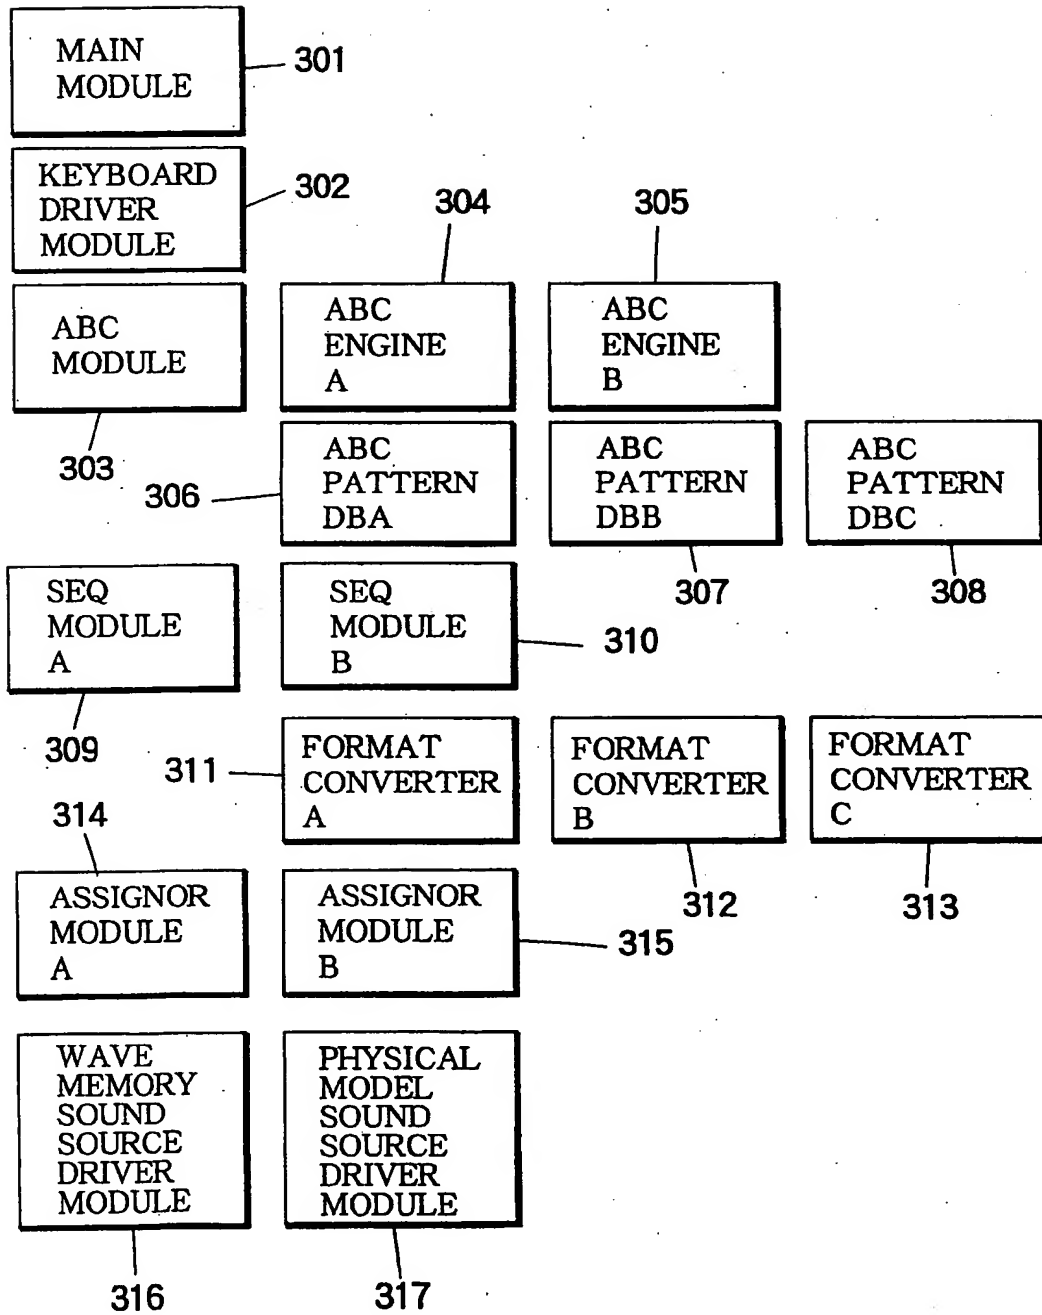 MAIN
MODULE
301
KEYBOARD
DRIVER
MODULE
302
304
305
ABC
MODULE
303
ABC
ENGINE
A
ABC
ENGINE
B
306
ABC
PATTERN
DBA
ABC
PATTERN
DBB
307
ABC
PATTERN
DBC
308
SEQ
MODULE
A
309
SEQ
MODULE
B
310
311
FORMAT
CONVERTER
A
FORMAT
CONVERTER
B
312
FORMAT
CONVERTER
C
313
314
ASSIGNOR
MODULE
A
ASSIGNOR
MODULE
B
315
WAVE
MEMORY
SOUND
SOURCE
DRIVER
MODULE
316
PHYSICAL
MODEL
SOUND
SOURCE
DRIVER
MODULE
317